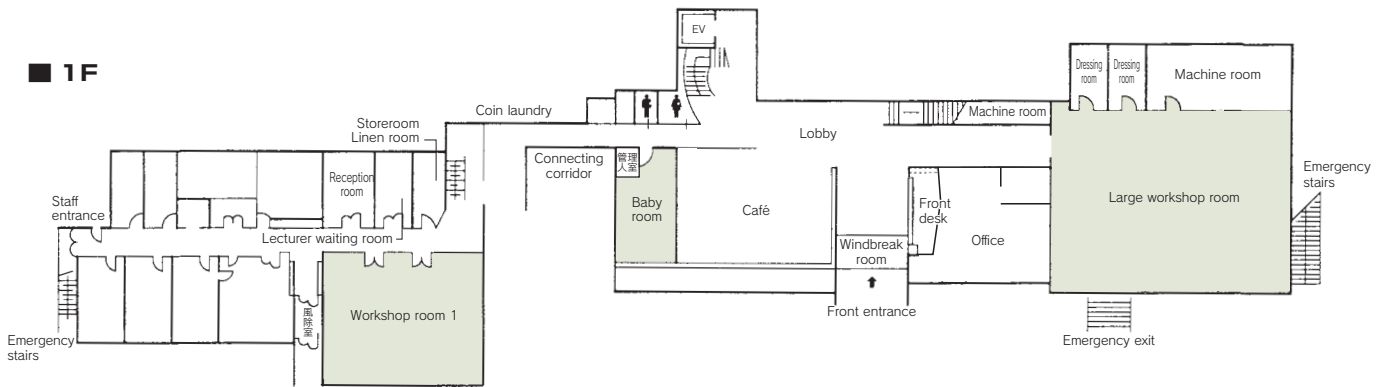 ■ 1F
EV
Dressing
room
Dressing
room
Machine room
Coin laundry
Storeroom
Linen room
Lobby
Machine room
Connecting
corridor
管理
人室
Reception
room
Emergency
stairs
Staff
entrance
Baby
room
Café
Front
desk
Large workshop room
Lecturer waiting room
Windbreak
room
Office
風除室
Workshop room 1
Front entrance
Emergency
stairs
Emergency exit